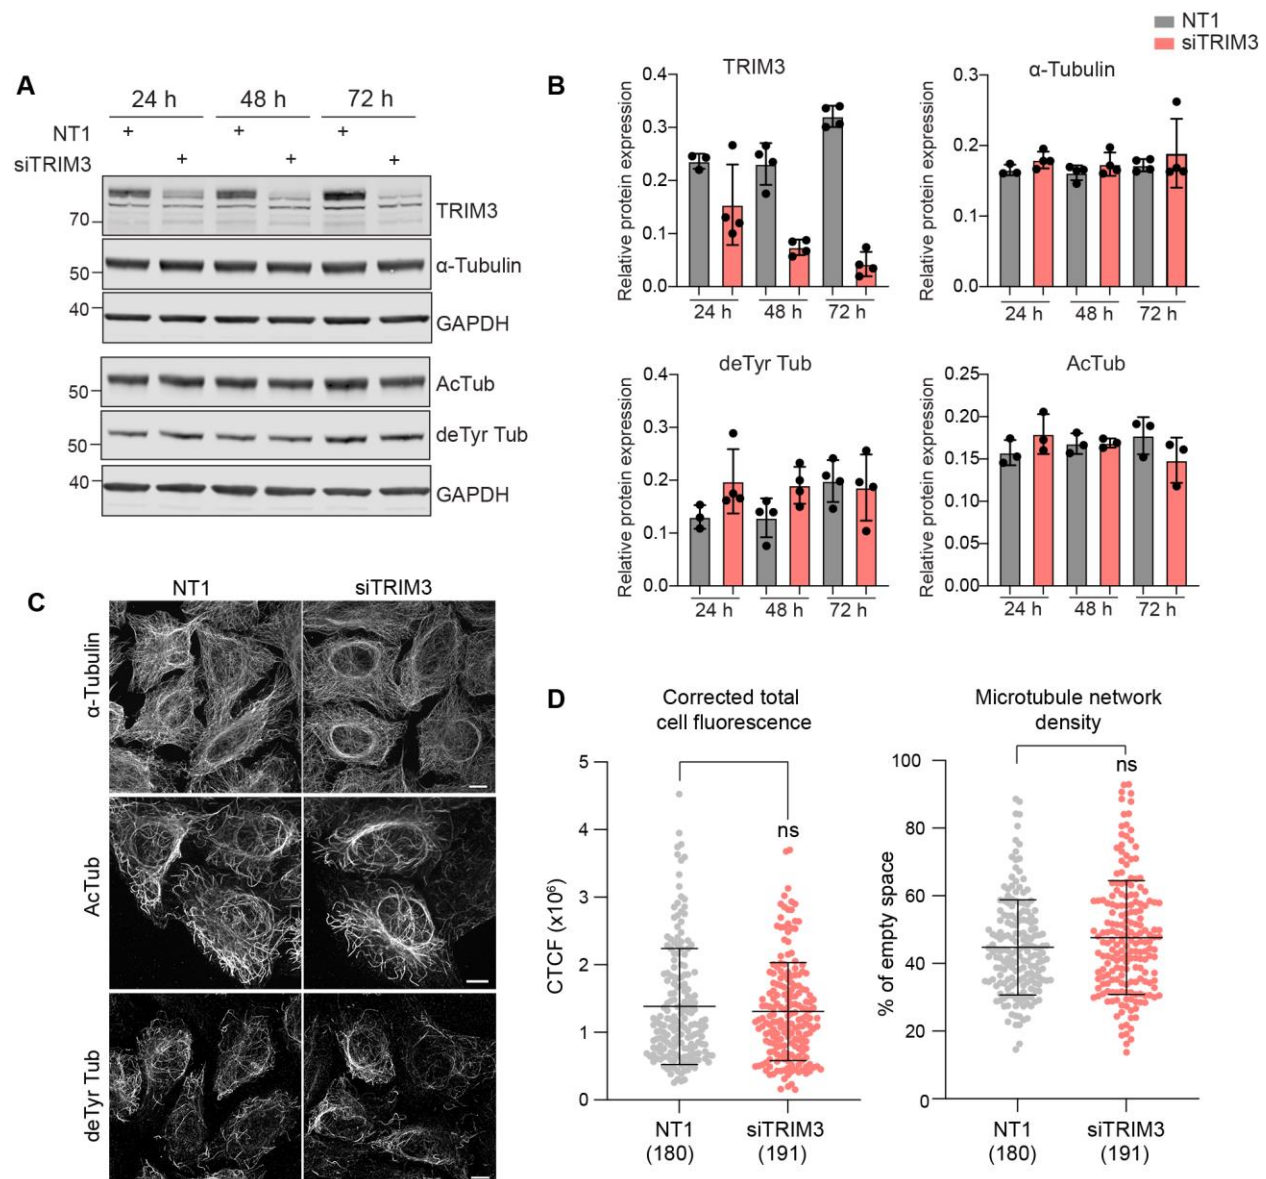 NT1
siTRIM3
A
24 h 48 h 72 h
NT1 + + +
siTRIM3 + + +
TRIM3
70
α-Tubulin
50
40
GAPDH
AcTub
50
deTyr Tub
50
40
GAPDH
B
TRIM3
Relative protein expression
0.4
0.3
0.2
0.1
0.0
24 h 48 h 72 h
α-Tubulin
Relative protein expression
0.3
0.2
0.1
0.0
24 h 48 h 72 h
deTyr Tub
Relative protein expression
0.4
0.3
0.2
0.1
0.0
24 h 48 h 72 h
AcTub
Relative protein expression
0.25
0.20
0.15
0.10
0.05
0.00
24 h 48 h 72 h
C
NT1 siTRIM3
α-Tubulin
AcTub
deTyr Tub
D
Corrected total
cell fluorescence
CTCF (x10⁶)
5
4
3
2
1
0
ns
NT1 siTRIM3
(180) (191)
Microtubule network
density
% of empty space
100
80
60
40
20
0
ns
NT1 siTRIM3
(180) (191)